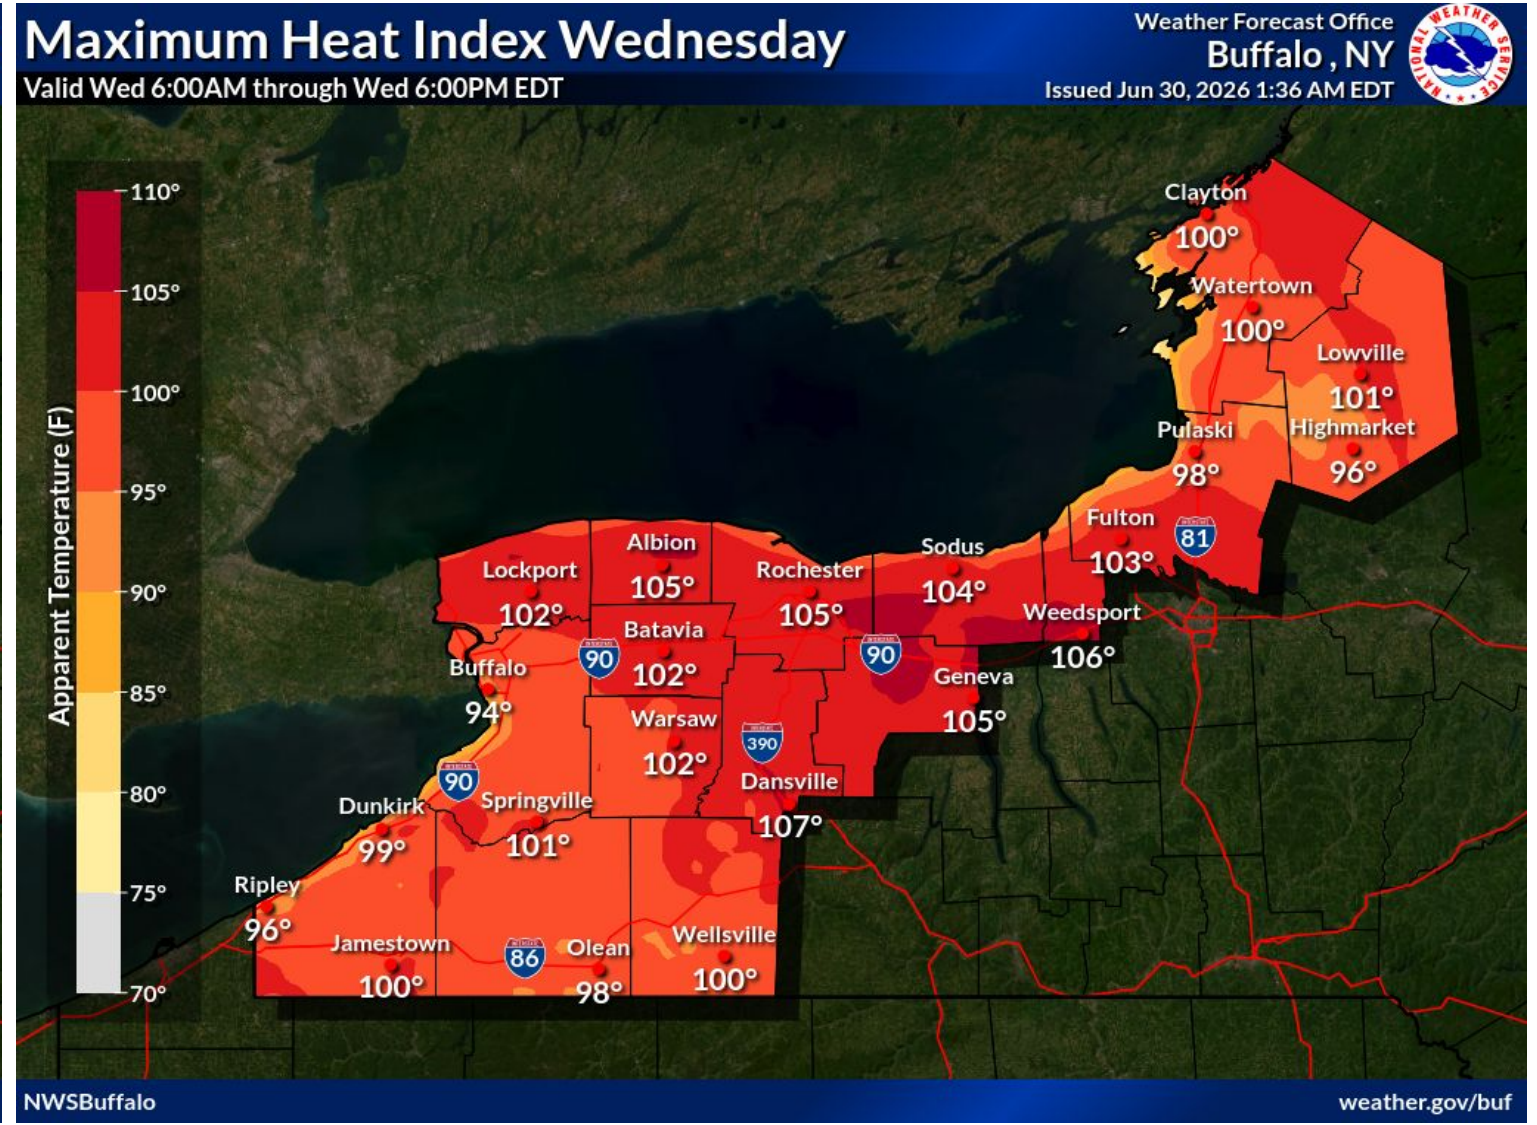 Maximum Heat Index Wednesday
Valid Wed 6:00AM through Wed 6:00PM EDT
Weather Forecast Office
Buffalo , NY
Issued Jun 30, 2026 1:36 AM EDT
NATIONAL WEATHER SERVICE
Apparent Temperature (F)
110°
105°
100°
95°
90°
85°
80°
75°
70°
Clayton
100°
Watertown
100°
Lowville
101°
Highmarket
96°
Pulaski
98°
Fulton
103°
81
Albion
105°
Lockport
102°
Rochester
105°
Sodus
104°
Weedsport
106°
Batavia
102°
90
90
Buffalo
94°
Geneva
105°
Warsaw
102°
390
90
Dansville
107°
Dunkirk
99°
Springville
101°
Ripley
96°
Jamestown
100°
86
Olean
98°
Wellsville
100°
NWSBuffalo
weather.gov/buf